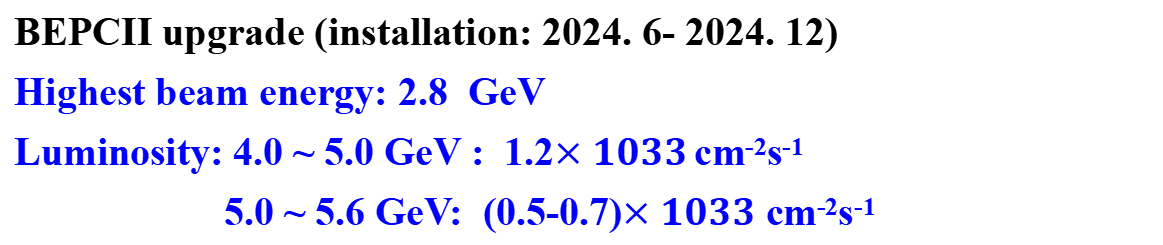 BEPCII upgrade (installation: 2024. 6- 2024. 12)
Highest beam energy: 2.8 GeV
Luminosity: 4.0 ~ 5.0 GeV : 1.2× 1033 cm⁻²s⁻¹
5.0 ~ 5.6 GeV: (0.5-0.7)× 1033 cm⁻²s⁻¹